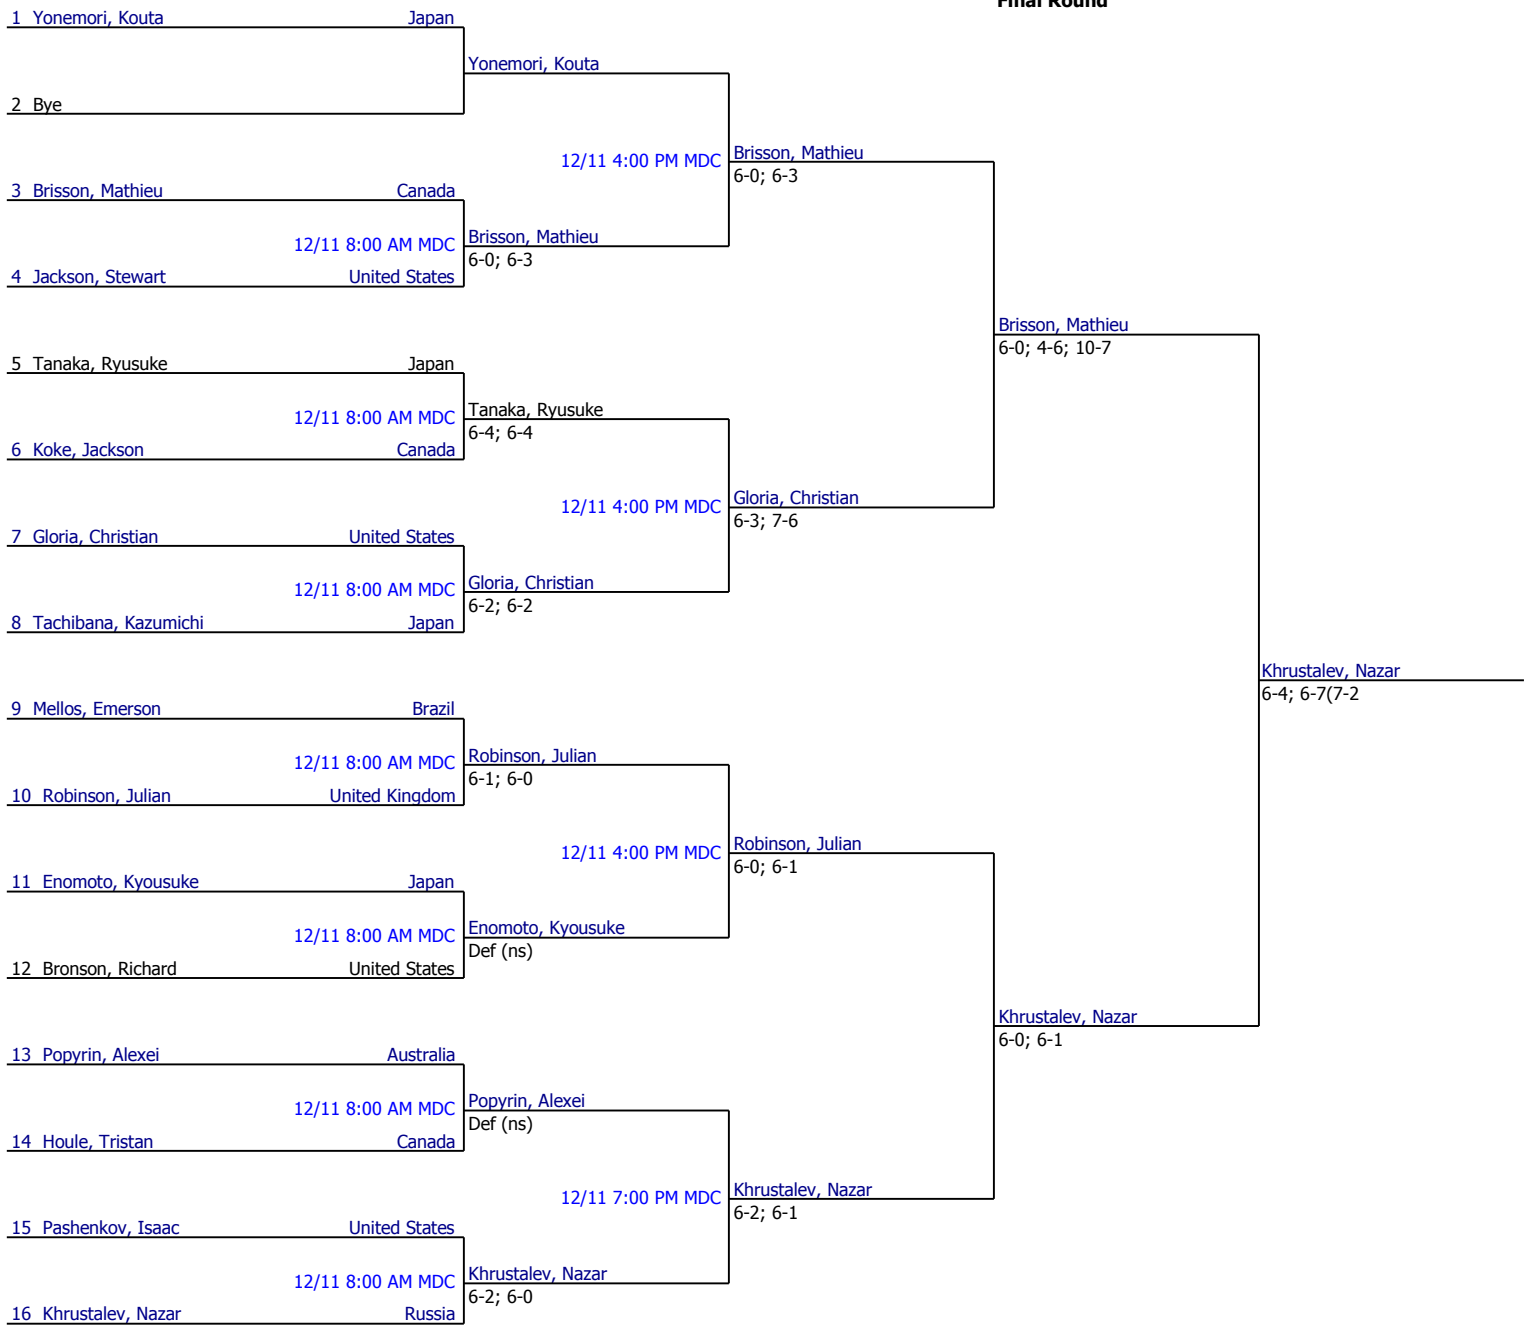 Final Round
1 Yonemori, Kouta Japan
Yonemori, Kouta
2 Bye
12/11 4:00 PM MDC Brisson, Mathieu
6-0; 6-3
3 Brisson, Mathieu Canada
12/11 8:00 AM MDC Brisson, Mathieu
6-0; 6-3
4 Jackson, Stewart United States
Brisson, Mathieu
6-0; 4-6; 10-7
5 Tanaka, Ryusuke Japan
12/11 8:00 AM MDC Tanaka, Ryusuke
6-4; 6-4
6 Koke, Jackson Canada
12/11 4:00 PM MDC Gloria, Christian
6-3; 7-6
7 Gloria, Christian United States
12/11 8:00 AM MDC Gloria, Christian
6-2; 6-2
8 Tachibana, Kazumichi Japan
Khrustalev, Nazar
6-4; 6-7(7-2
9 Mellos, Emerson Brazil
12/11 8:00 AM MDC Robinson, Julian
6-1; 6-0
10 Robinson, Julian United Kingdom
12/11 4:00 PM MDC Robinson, Julian
6-0; 6-1
11 Enomoto, Kyousuke Japan
12/11 8:00 AM MDC Enomoto, Kyousuke
Def (ns)
12 Bronson, Richard United States
Khrustalev, Nazar
6-0; 6-1
13 Popyrin, Alexei Australia
12/11 8:00 AM MDC Popyrin, Alexei
Def (ns)
14 Houle, Tristan Canada
12/11 7:00 PM MDC Khrustalev, Nazar
6-2; 6-1
15 Pashenkov, Isaac United States
12/11 8:00 AM MDC Khrustalev, Nazar
6-2; 6-0
16 Khrustalev, Nazar Russia